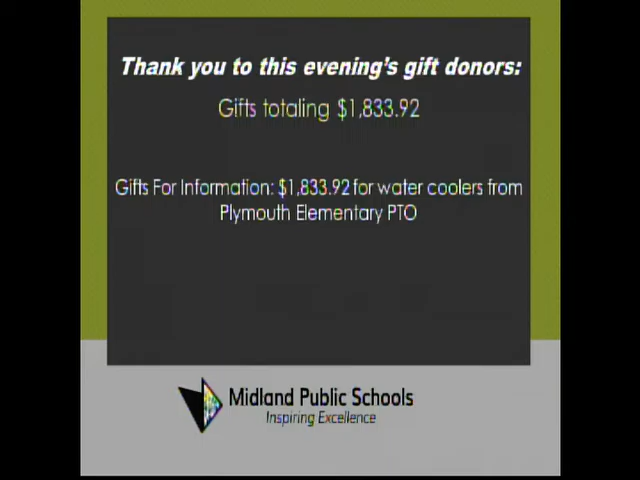 Thank you to this evening's gift donors:
Gifts totaling $1,833.92
Gifts For Information: $1,833.92 for water coolers from
Plymouth Elementary PTO
Midland Public Schools
Inspiring Excellence